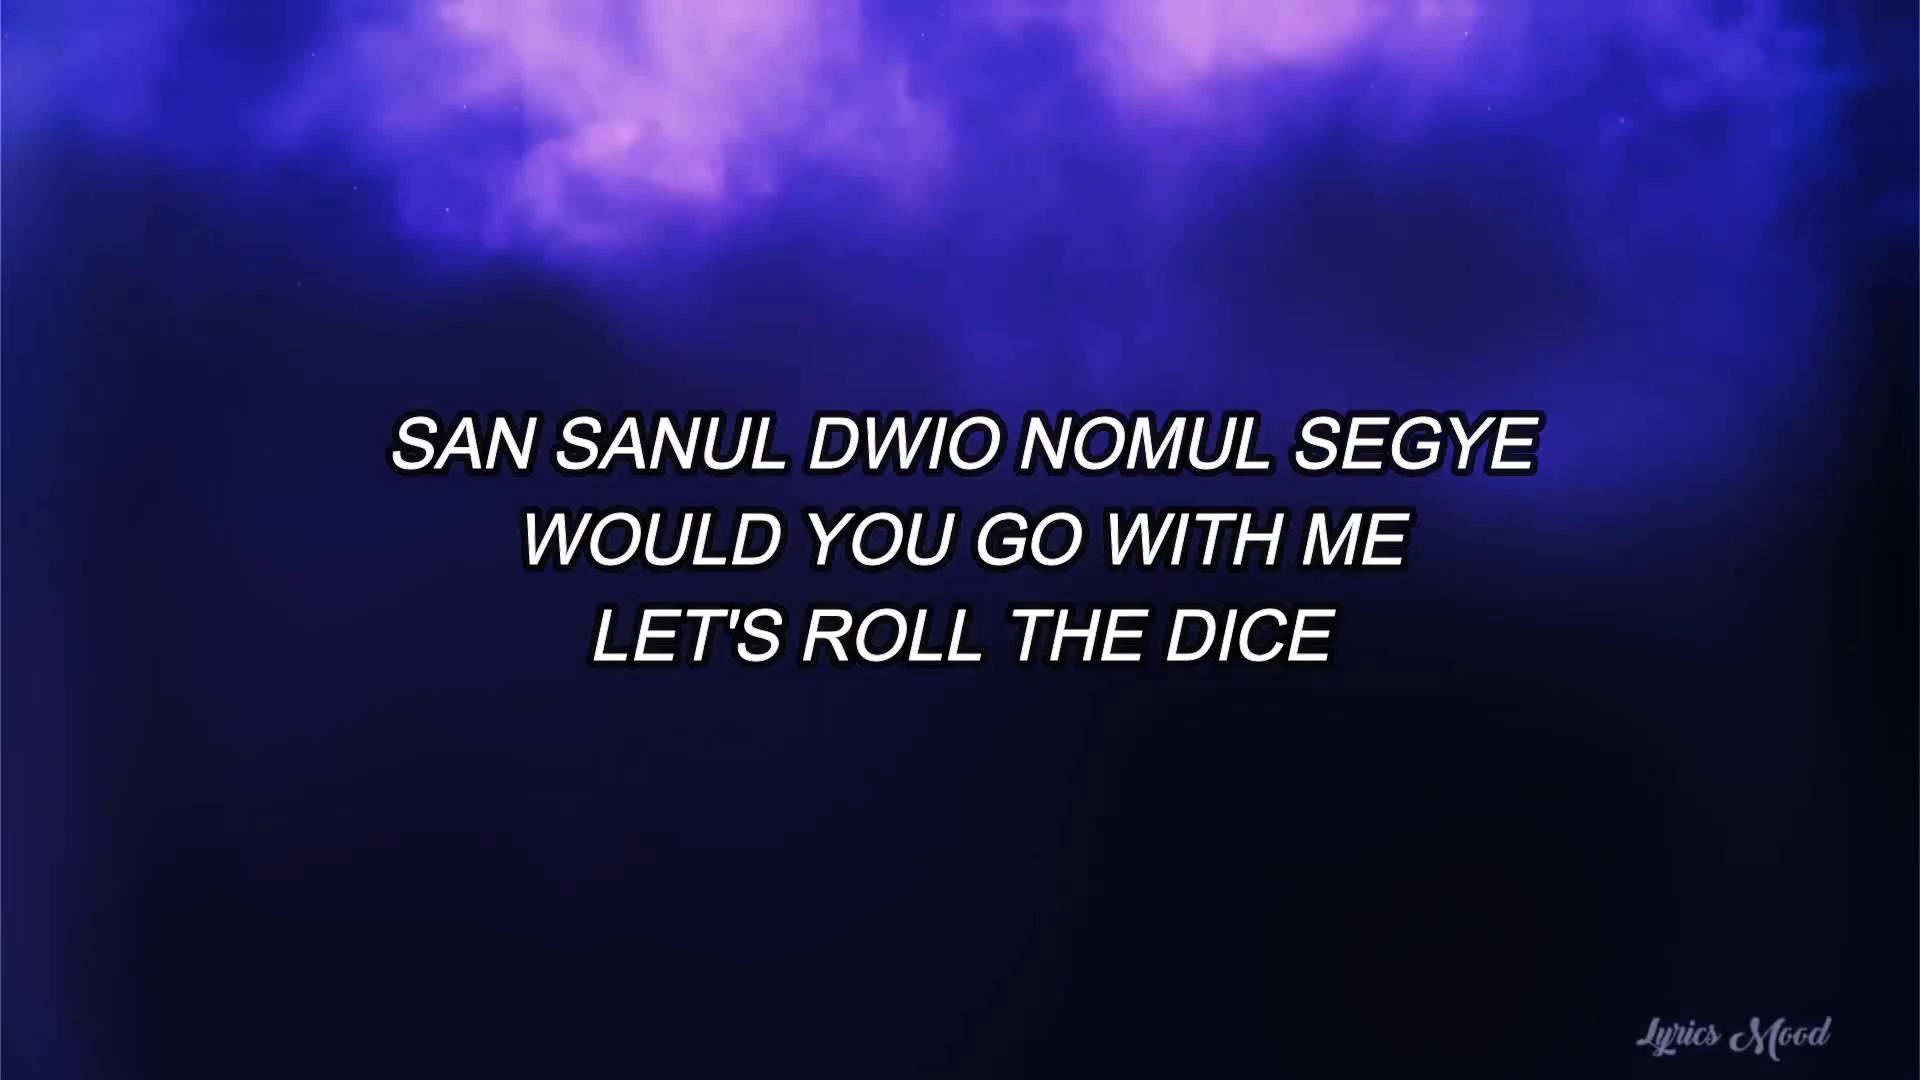 SAN SANUL DWIO NOMUL SEGYE
WOULD YOU GO WITH ME
LET'S ROLL THE DICE
Lyrics Mood